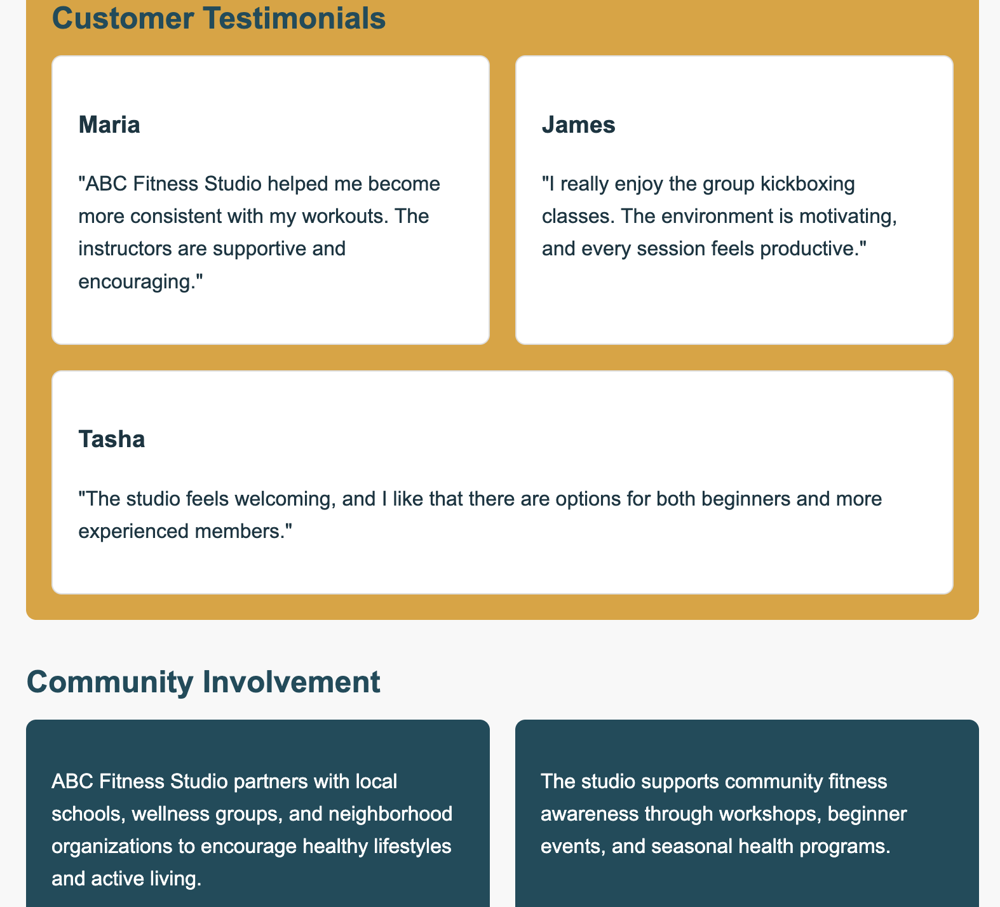 Customer Testimonials
Maria
"ABC Fitness Studio helped me become
more consistent with my workouts. The
instructors are supportive and
encouraging."
James
"I really enjoy the group kickboxing
classes. The environment is motivating,
and every session feels productive."
Tasha
"The studio feels welcoming, and I like that there are options for both beginners and more
experienced members."
Community Involvement
ABC Fitness Studio partners with local
schools, wellness groups, and neighborhood
organizations to encourage healthy lifestyles
and active living.
The studio supports community fitness
awareness through workshops, beginner
events, and seasonal health programs.